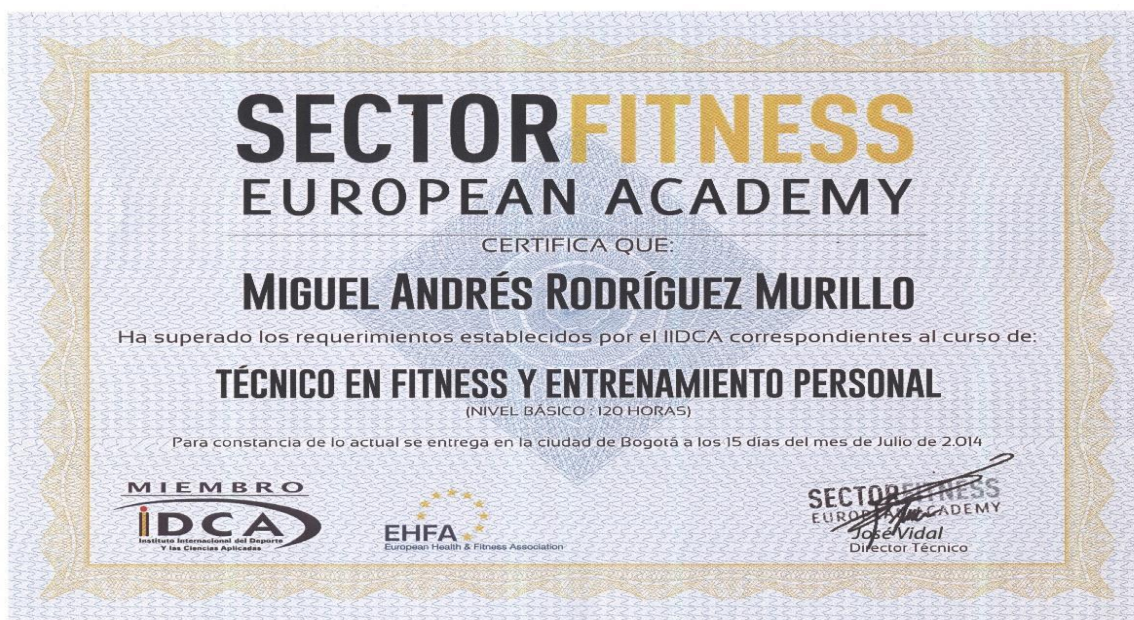 SECTORFITNESS
EUROPEAN ACADEMY
CERTIFICA QUE:
MIGUEL ANDRÉS RODRÍGUEZ MURILLO
Ha superado los requerimientos establecidos por el IIDCA correspondientes al curso de:
TÉCNICO EN FITNESS Y ENTRENAMIENTO PERSONAL
(NIVEL BÁSICO : 120 HORAS)
Para constancia de lo actual se entrega en la ciudad de Bogotá a los 15 días del mes de Julio de 2.014
MIEMBRO
IDCA
Instituto Internacional del Deporte
Y las Ciencias Aplicadas
EHFA
European Health & Fitness Association
SECTORFITNESS
EUROPEAN ACADEMY
José Vidal
Director Técnico